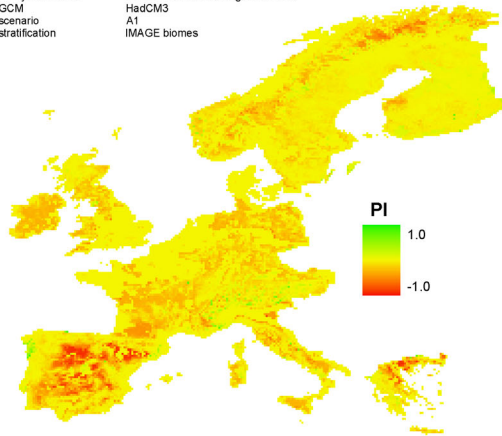 GCM HadCM3
scenario A1
stratification IMAGE biomes
PI
1.0
-1.0